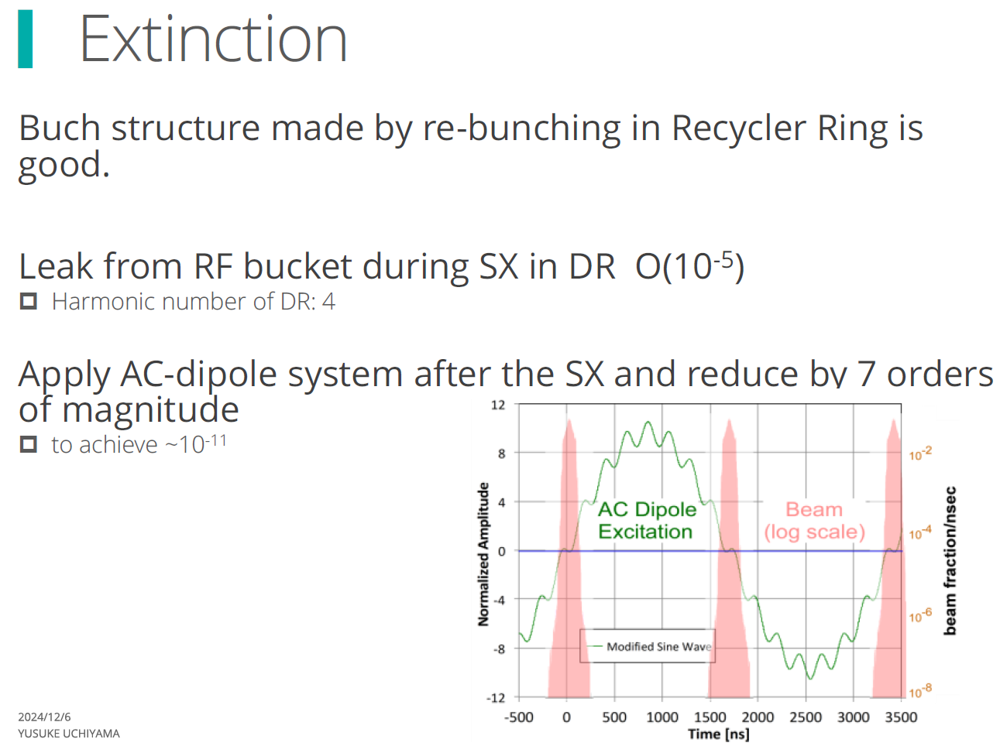 Extinction
Buch structure made by re-bunching in Recycler Ring is
good.
Leak from RF bucket during SX in DR O(10⁻⁵)
Harmonic number of DR: 4
Apply AC-dipole system after the SX and reduce by 7 orders
of magnitude
to achieve ~10⁻¹¹
12
8
4
0
-4
-8
-12
Normalized Amplitude
AC Dipole
Excitation
Beam
(log scale)
Modified Sine Wave
10⁻²
10⁻⁴
10⁻⁶
10⁻⁸
beam fraction/nsec
-500 0 500 1000 1500 2000 2500 3000 3500
Time [ns]
2024/12/6
YUSUKE UCHIYAMA